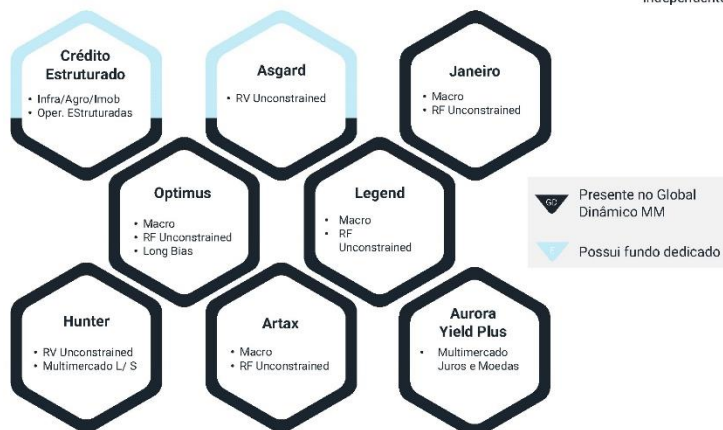 Independente
Crédito
Estruturado
• Infra/Agro/Imob
• Oper. EStruturadas
Asgard
• RV Unconstrained
Janeiro
• Macro
• RF Unconstrained
Optimus
• Macro
• RF Unconstrained
• Long Bias
Legend
• Macro
• RF
Unconstrained
GD
Presente no Global
Dinâmico MM
Possui fundo dedicado
Hunter
• RV Unconstrained
• Multimercado L/ S
Artax
• Macro
• RF Unconstrained
Aurora
Yield Plus
• Multimercado
Juros e Moedas